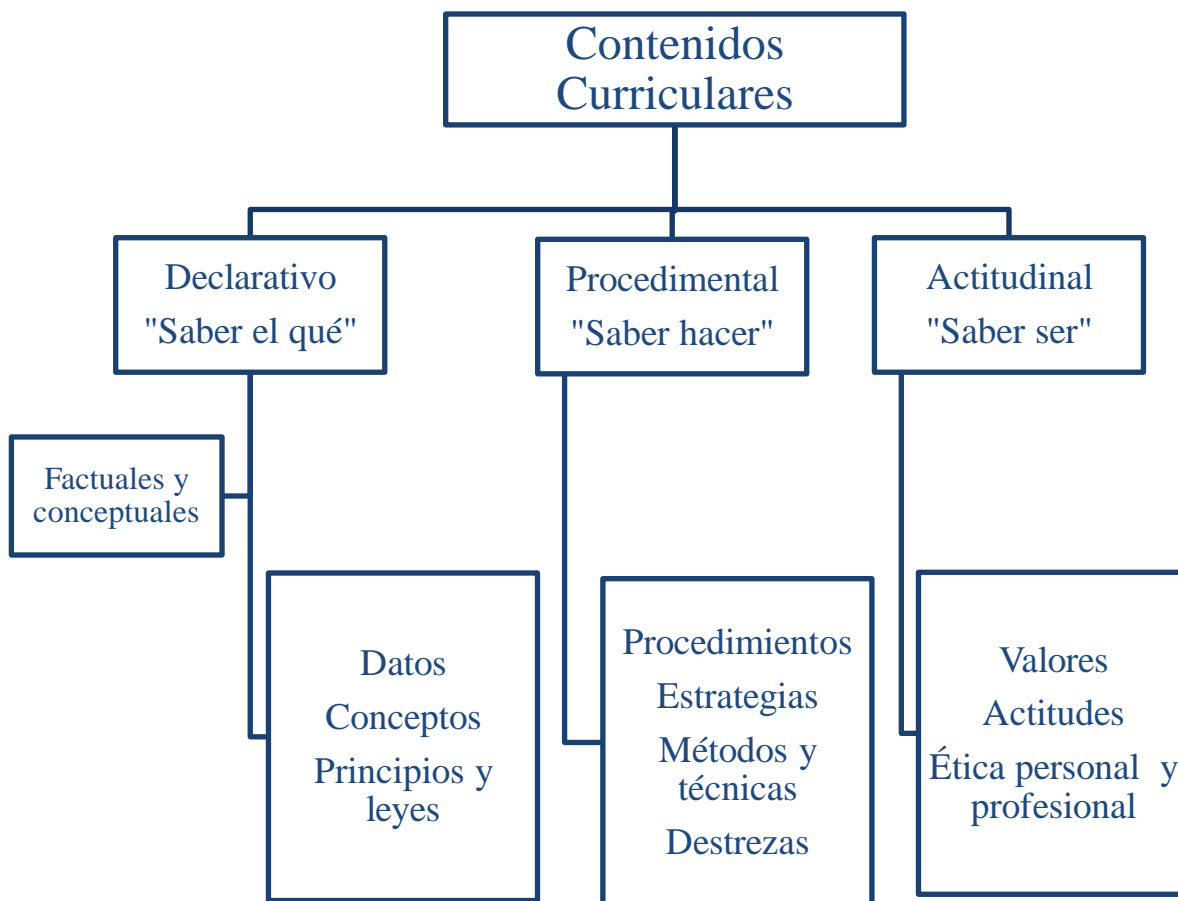 Contenidos
Curriculares
Declarativo
"Saber el qué"
Procedimental
"Saber hacer"
Actitudinal
"Saber ser"
Factuales y
conceptuales
Datos
Conceptos
Principios y
leyes
Procedimientos
Estrategias
Métodos y
técnicas
Destrezas
Valores
Actitudes
Ética personal y
profesional